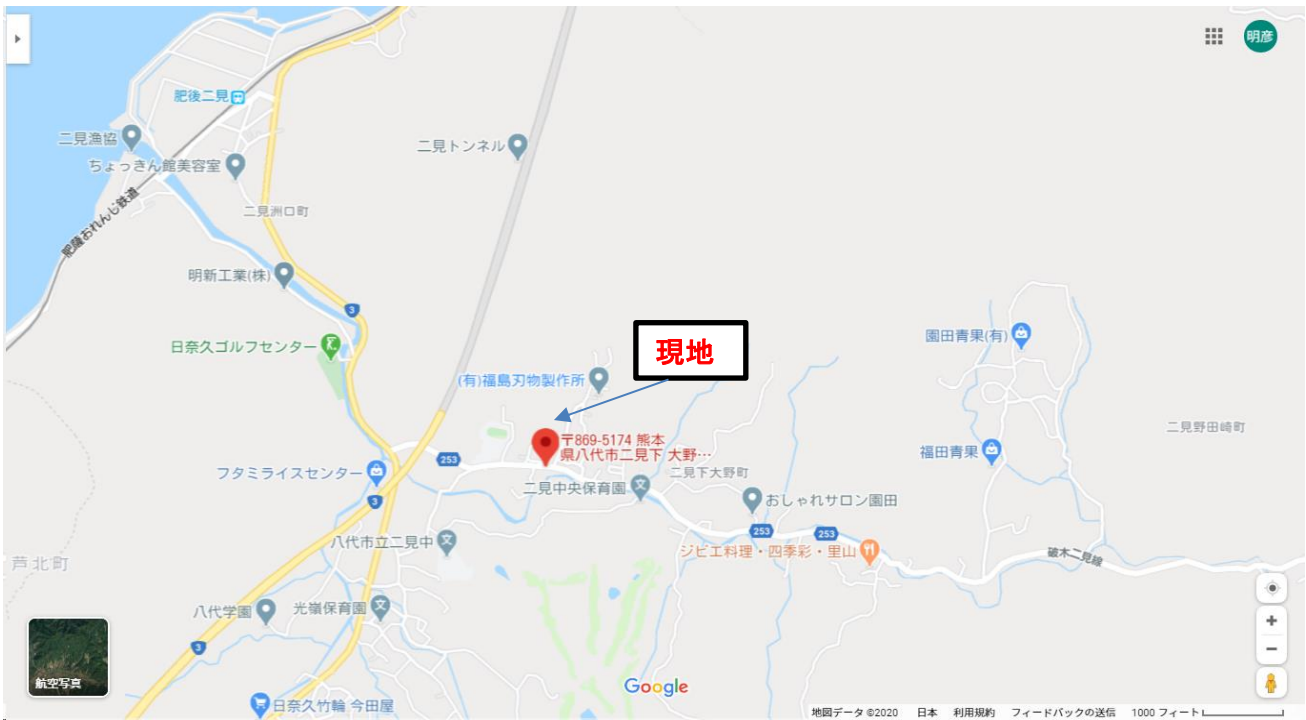 明彦
肥後二見
二見漁協
ちょっきん館美容室
二見トンネル
肥薩おれんじ鉄道
二見洲口町
明新工業(株)
3
日奈久ゴルフセンター
現地
園田青果(有)
(有)福島刃物製作所
〒869-5174 熊本
県八代市二見下 大野…
二見野田崎町
福田青果
253
フタミライスセンター
二見下大野町
二見中央保育園
3
おしゃれサロン園田
253
253
八代市立二見中
ジビエ料理・四季彩・里山
破木二見線
芦北町
八代学園
光嶺保育園
3
航空写真
Google
日奈久竹輪 今田屋
地図データ ©2020 日本 利用規約 フィードバックの送信 1000 フィート